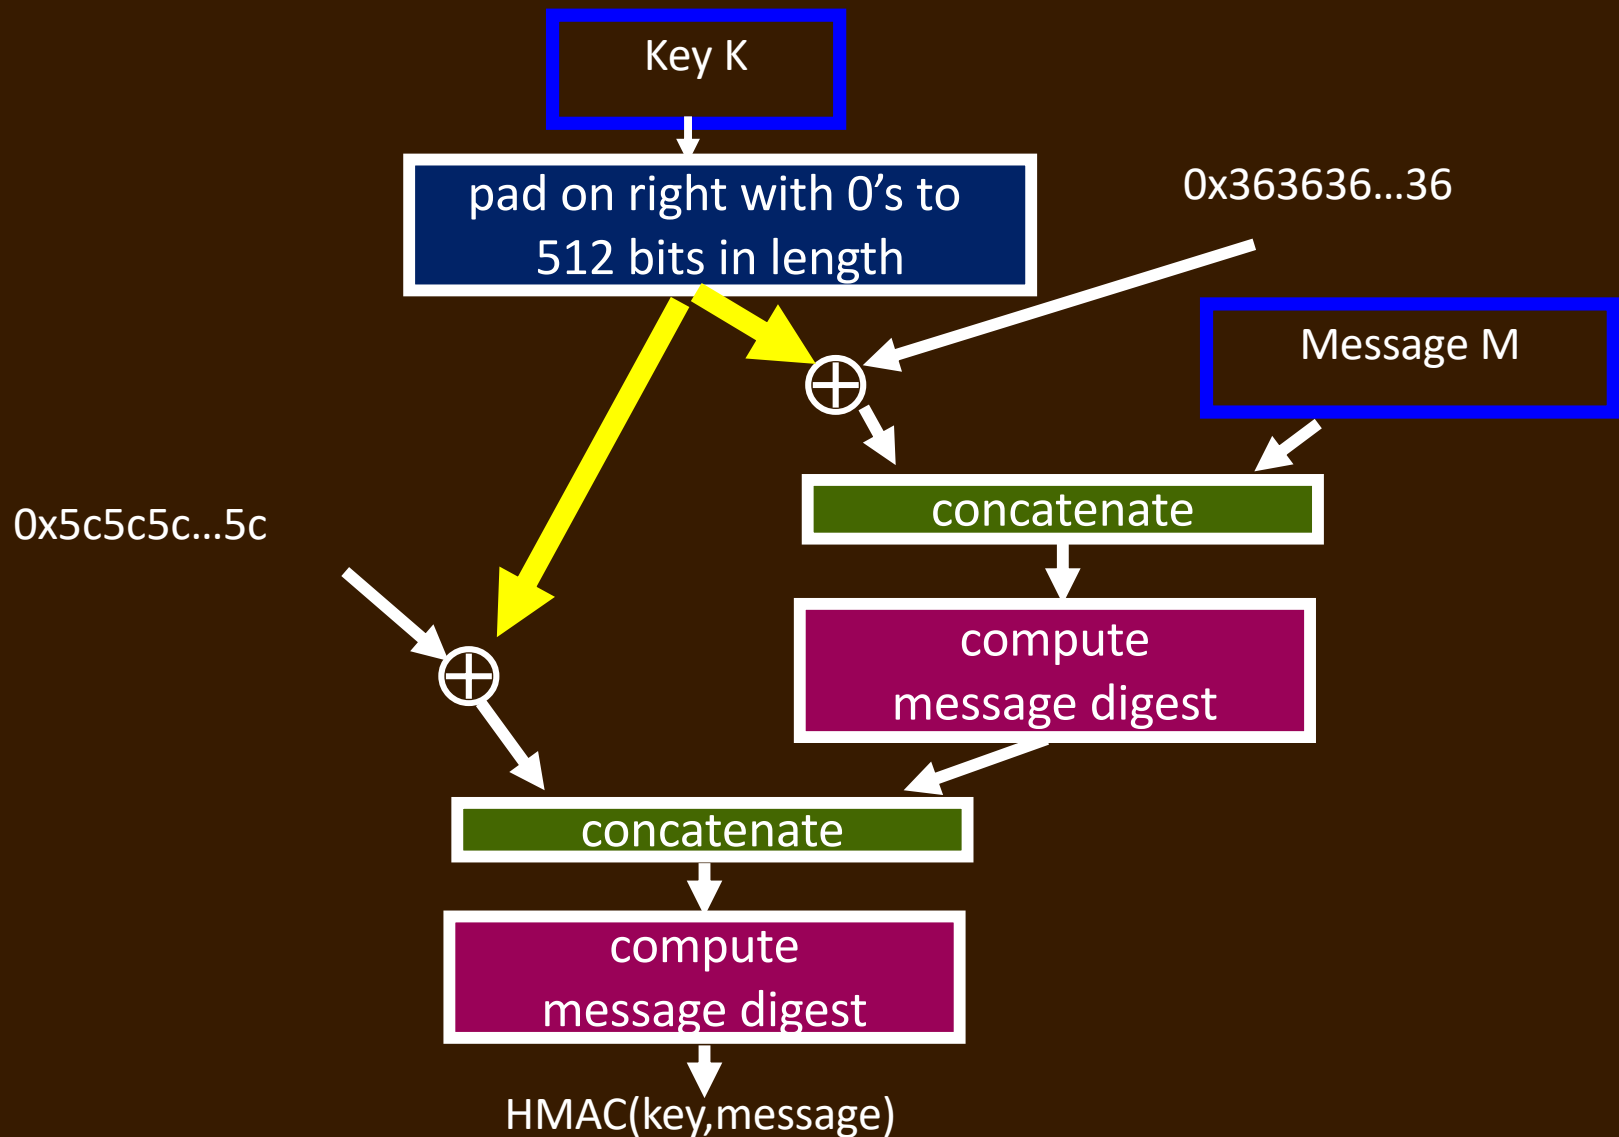 Key K
pad on right with 0’s to
512 bits in length
0x363636...36
Message M
concatenate
0x5c5c5c...5c
compute
message digest
concatenate
compute
message digest
HMAC(key,message)